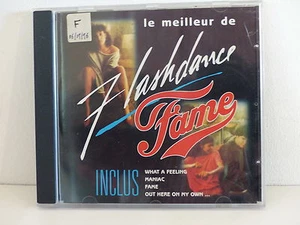 F
le meilleur de
Flashdance
Fame
INCLUS
WHAT A FEELING
MANIAC
FAME
OUT HERE ON MY OWN ...